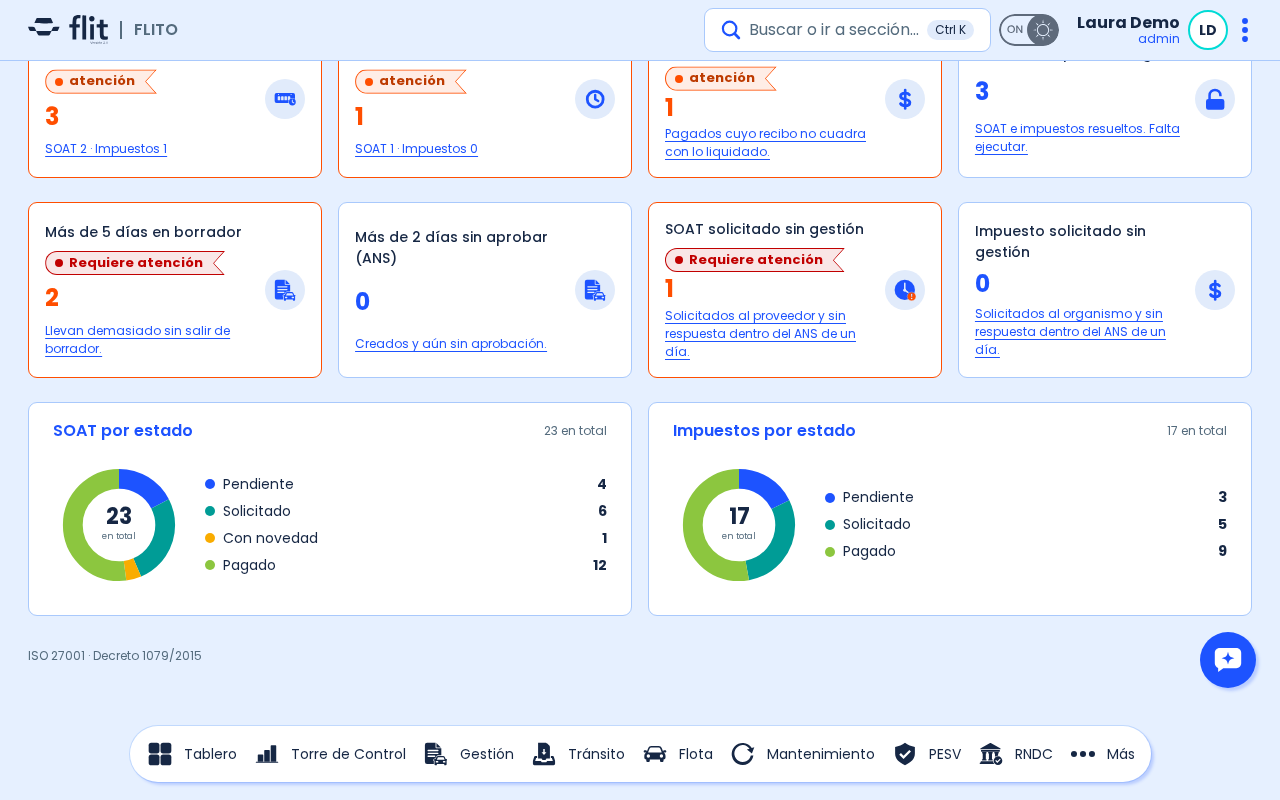 flit
FLITO
Buscar o ir a sección...
Ctrl K
ON
Laura Demo
admin
LD
atención
3
SOAT 2 · Impuestos 1
atención
1
SOAT 1 · Impuestos 0
atención
1
Pagados cuyo recibo no cuadra
con lo liquidado.
3
SOAT e impuestos resueltos. Falta
ejecutar.
Más de 5 días en borrador
Requiere atención
2
Llevan demasiado sin salir de
borrador.
Más de 2 días sin aprobar
(ANS)
0
Creados y aún sin aprobación.
SOAT solicitado sin gestión
Requiere atención
1
Solicitados al proveedor y sin
respuesta dentro del ANS de un
día.
Impuesto solicitado sin
gestión
0
Solicitados al organismo y sin
respuesta dentro del ANS de un
día.
SOAT por estado
23 en total
23
en total
Pendiente 4
Solicitado 6
Con novedad 1
Pagado 12
Impuestos por estado
17 en total
17
en total
Pendiente 3
Solicitado 5
Pagado 9
ISO 27001 · Decreto 1079/2015
Tablero
Torre de Control
Gestión
Tránsito
Flota
Mantenimiento
PESV
RNDC
Más